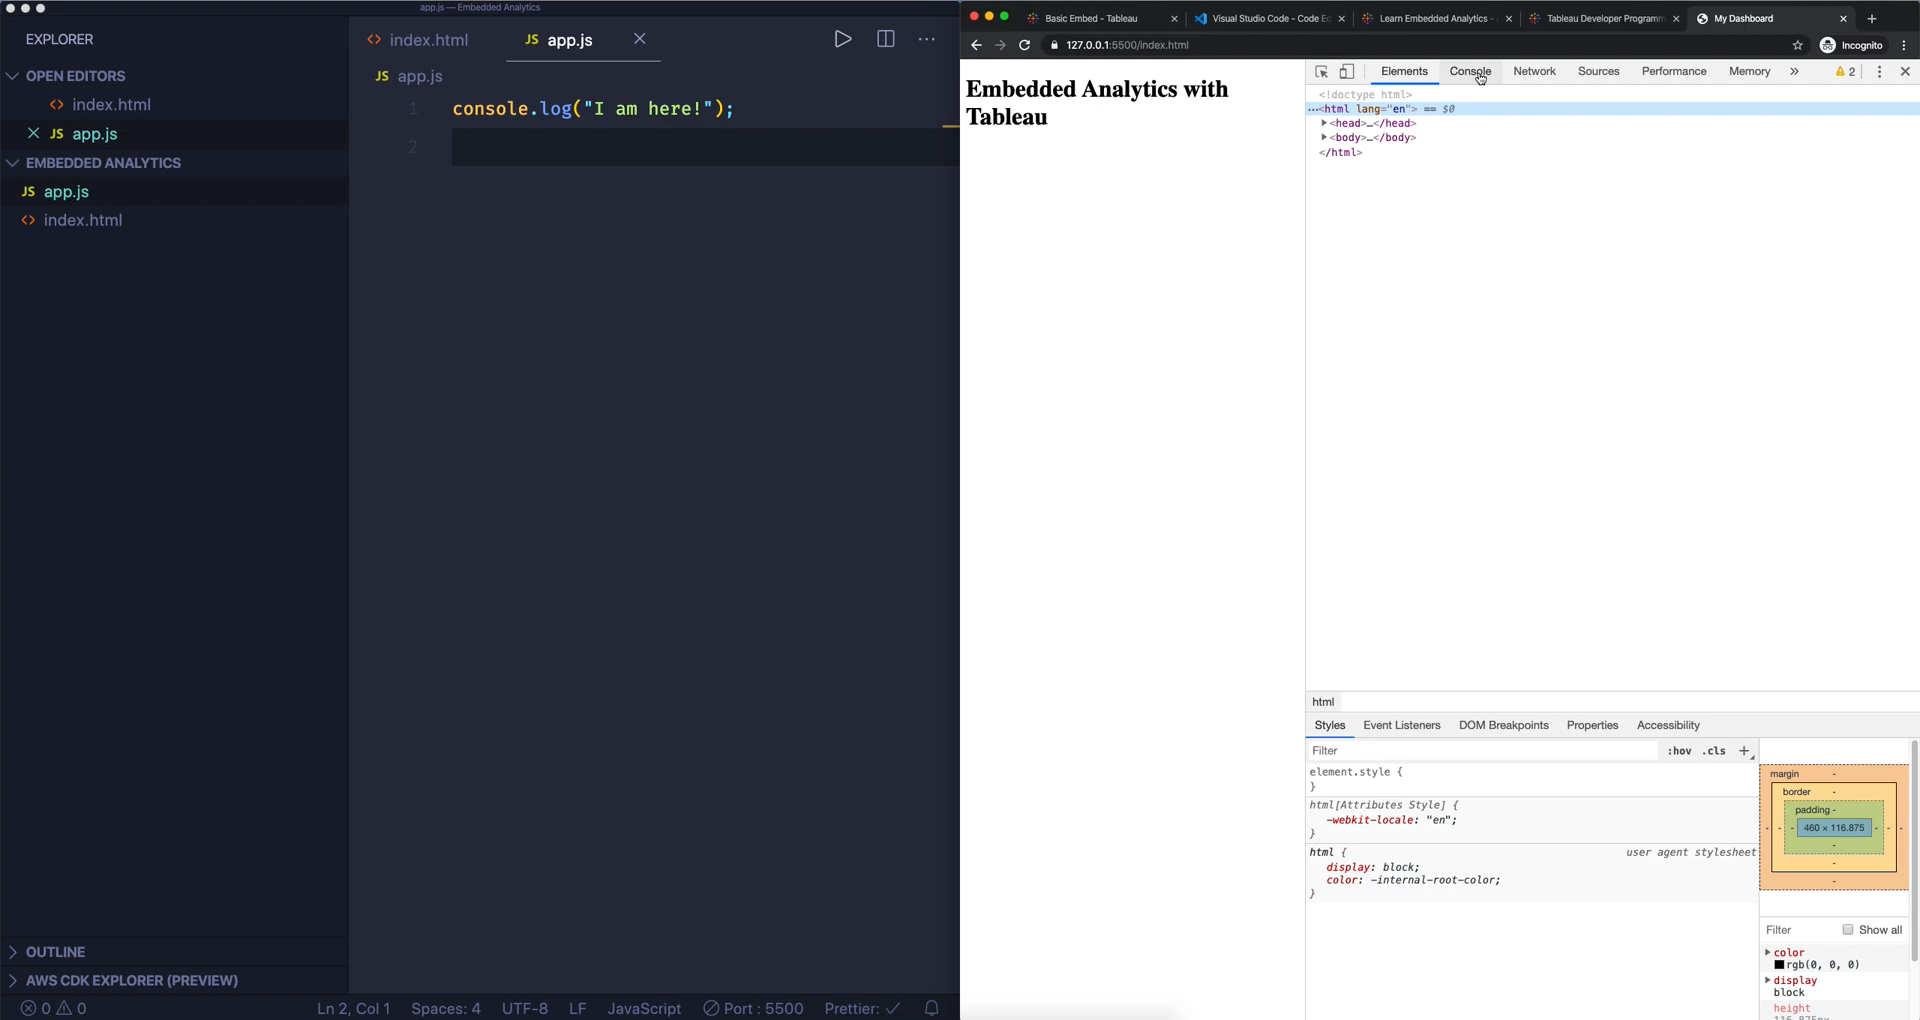 app.js — Embedded Analytics
EXPLORER
OPEN EDITORS
index.html
JS app.js
EMBEDDED ANALYTICS
JS app.js
index.html
OUTLINE
AWS CDK EXPLORER (PREVIEW)
index.html
JS app.js
JS app.js
1 console.log("I am here!");
2
0 0
Ln 2, Col 1
Spaces: 4
UTF-8
LF
JavaScript
Port : 5500
Prettier: ✓
Basic Embed - Tableau
Visual Studio Code - Code E
Learn Embedded Analytics -
Tableau Developer Programm
My Dashboard
127.0.0.1:5500/index.html
Incognito
Embedded Analytics with
Tableau
Elements
Console
Network
Sources
Performance
Memory
»
2
<!doctype html>
…<html lang="en"> == $0
<head>…</head>
<body>…</body>
</html>
html
Styles
Event Listeners
DOM Breakpoints
Properties
Accessibility
Filter
:hov
.cls
+
element.style {
}
html[Attributes Style] {
-webkit-locale: "en";
}
html {
user agent stylesheet
display: block;
color: -internal-root-color;
}
margin -
border -
padding -
460 × 116.875
Filter
Show all
color
rgb(0, 0, 0)
display
block
height
116.875px